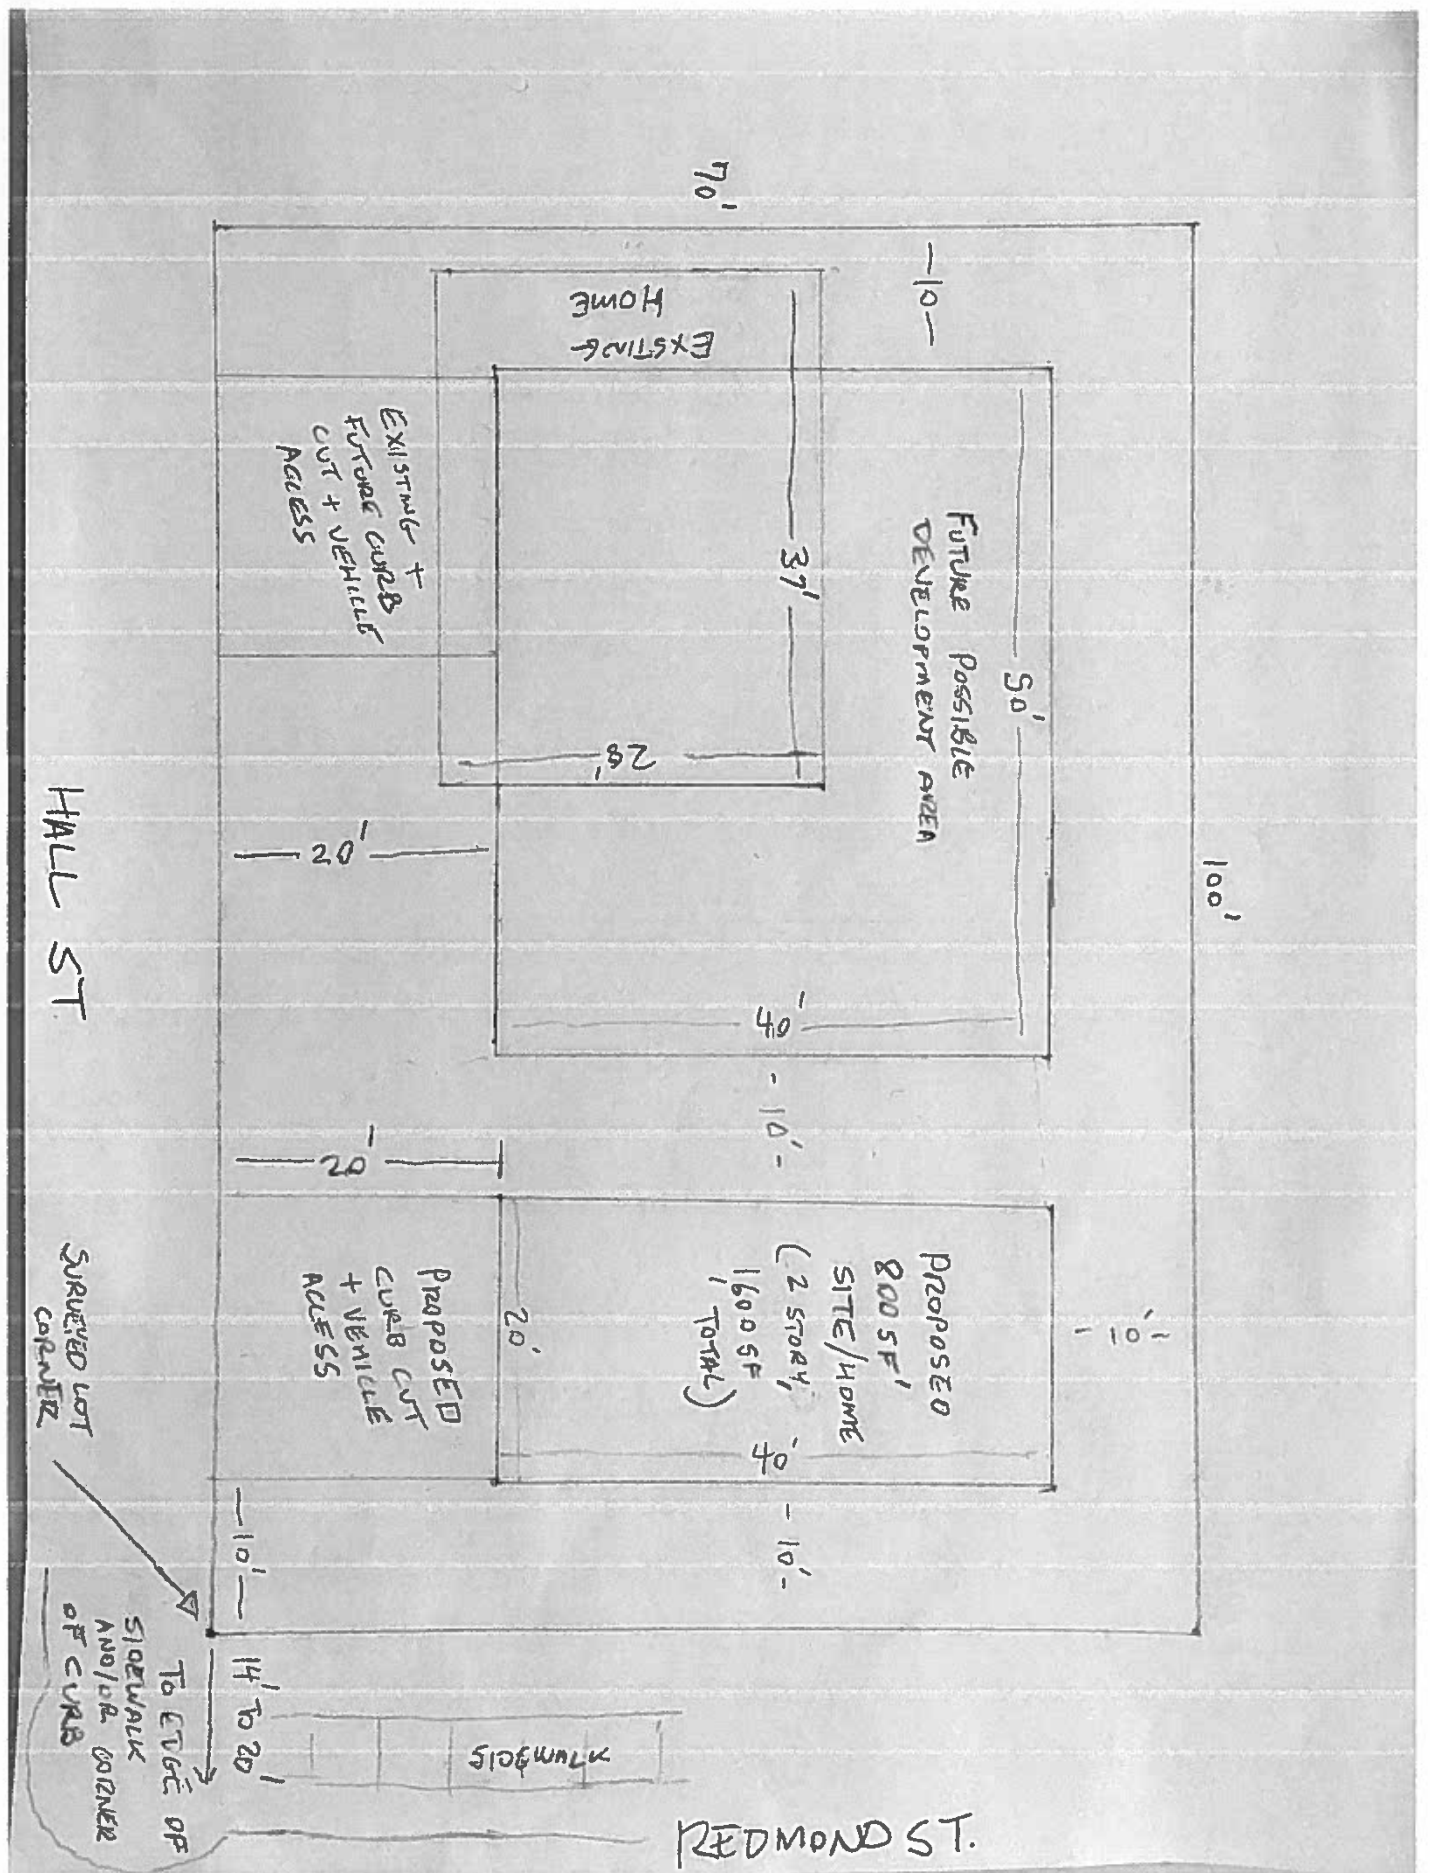 70'
100'
-10-
50'
FUTURE POSSIBLE
DEVELOPMENT AREA
EXSTING
HOME
37'
28'
40'
EXISTING +
FUTURE CURB
CUT + VEHICLE
ACCESS
20'
HALL ST
- 10' -
20'
- 10' -
PROPOSED
800 SF'
SITE/HOME
(2 STORY,
1600 SF
TOTAL)
40'
20'
PROPOSED
CURB CUT
+ VEHICLE
ACCESS
- 10' -
-10'-
SURVEYED LOT
CORNER
14' TO 20'
TO EDGE OF
SIDEWALK
AND/OR CORNER
OF CURB
SIDEWALK
REDMOND ST.